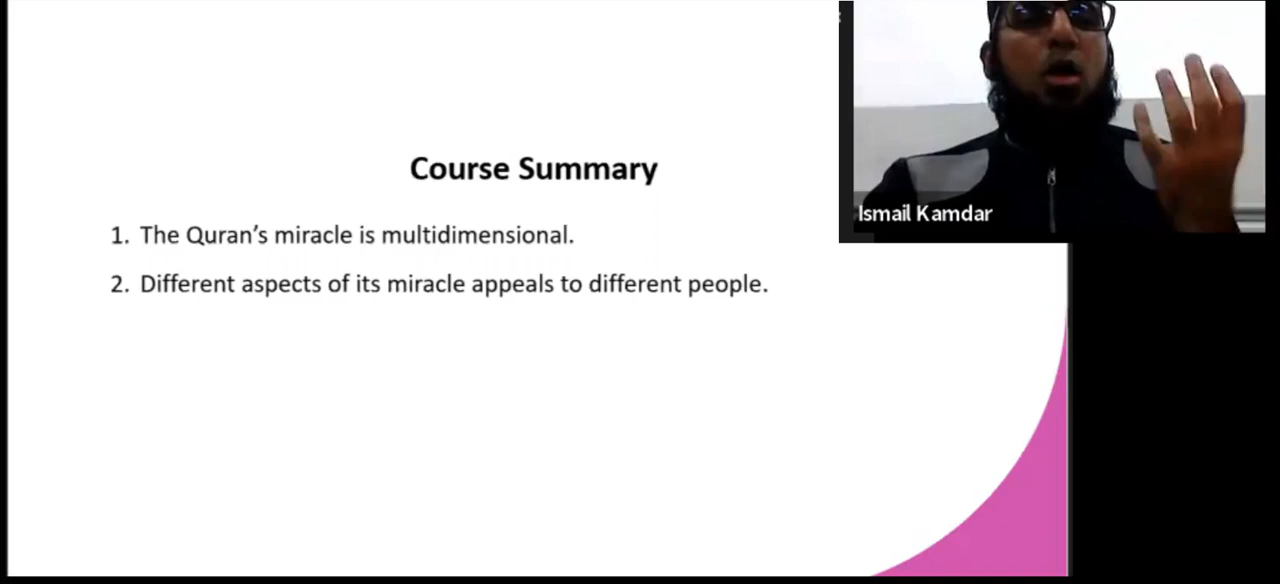 Course Summary
1. The Quran's miracle is multidimensional.
2. Different aspects of its miracle appeals to different people.
Ismail Kamdar